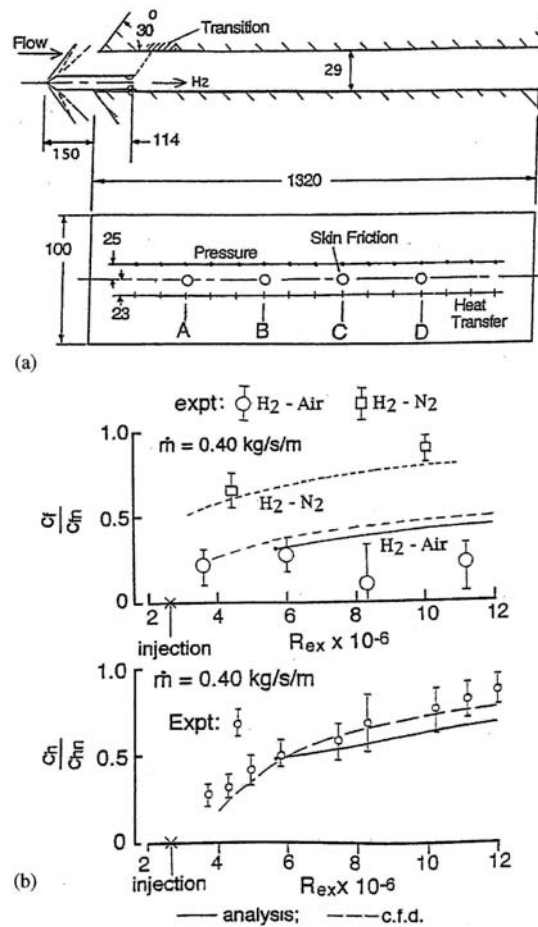 30 o
Transition
Flow
29
H2
150
114
1320
100
25
Pressure
Skin Friction
23
Heat
Transfer
A B C D
(a)
expt: H2 - Air H2 - N2
ṁ = 0.40 kg/s/m
1.0
cf/cfn
0.5
H2 - N2
H2 - Air
0
2 4 6 8 10 12
injection
Rex x 10-6
ṁ = 0.40 kg/s/m
1.0
Expt:
ch/chn
0.5
0
2 4 6 8 10 12
injection
Rex x 10-6
(b)
analysis; c.f.d.